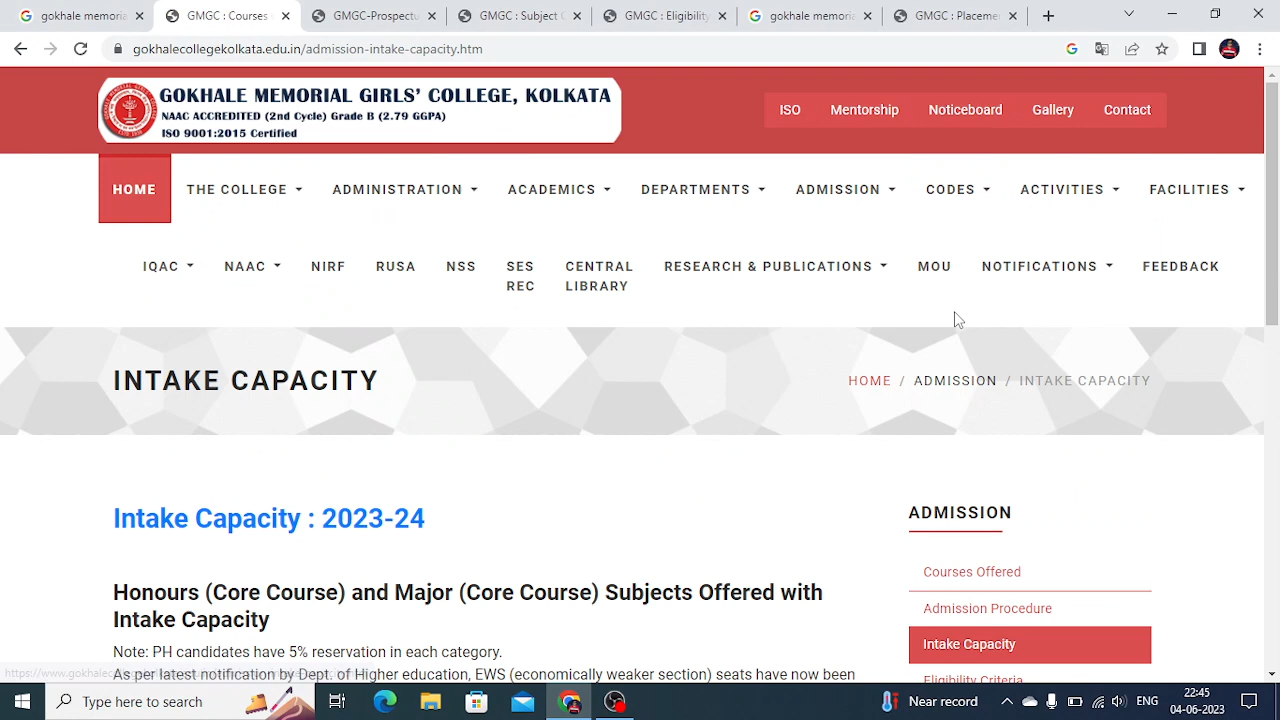 gokhale memoria
GMGC : Courses
GMGC-Prospectu
GMGC : Subject C
GMGC : Eligibility
gokhale memoria
GMGC : Placemen
gokhalecollegekolkata.edu.in/admission-intake-capacity.htm
GOKHALE MEMORIAL GIRLS' COLLEGE, KOLKATA
NAAC ACCREDITED (2nd Cycle) Grade B (2.79 GGPA)
ISO 9001:2015 Certified
ISO Mentorship Noticeboard Gallery Contact
HOME THE COLLEGE ADMINISTRATION ACADEMICS DEPARTMENTS ADMISSION CODES ACTIVITIES FACILITIES
IQAC NAAC NIRF RUSA NSS SES REC CENTRAL LIBRARY RESEARCH & PUBLICATIONS MOU NOTIFICATIONS FEEDBACK
INTAKE CAPACITY
HOME / ADMISSION / INTAKE CAPACITY
Intake Capacity : 2023-24
Honours (Core Course) and Major (Core Course) Subjects Offered with
Intake Capacity
Note: PH candidates have 5% reservation in each category.
As per latest notification by Dept. of Higher education, EWS (economically weaker section) seats have now been
ADMISSION
Courses Offered
Admission Procedure
Intake Capacity
Eligibility Criteria
Type here to search
Near record
ENG
22:45
04-06-2023